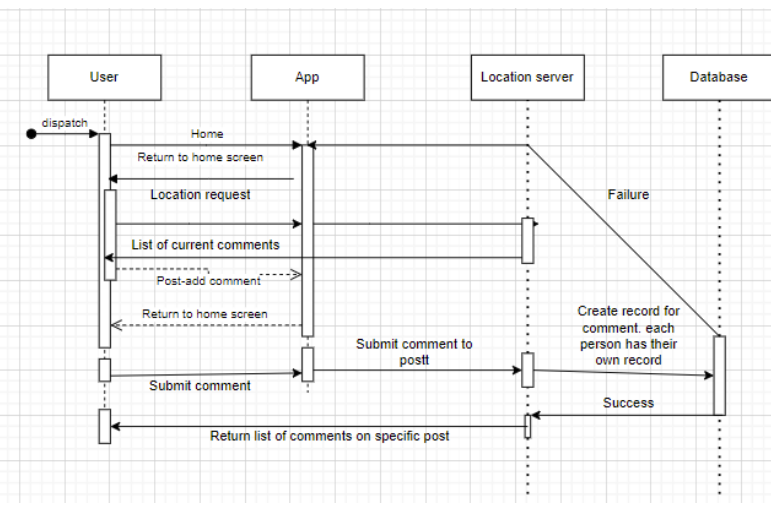 User
App
Location server
Database
dispatch
Home
Return to home screen
Location request
Failure
List of current comments
Post-add comment
Return to home screen
Create record for
comment. each
person has their
own record
Submit comment to
postt
Submit comment
Success
Return list of comments on specific post